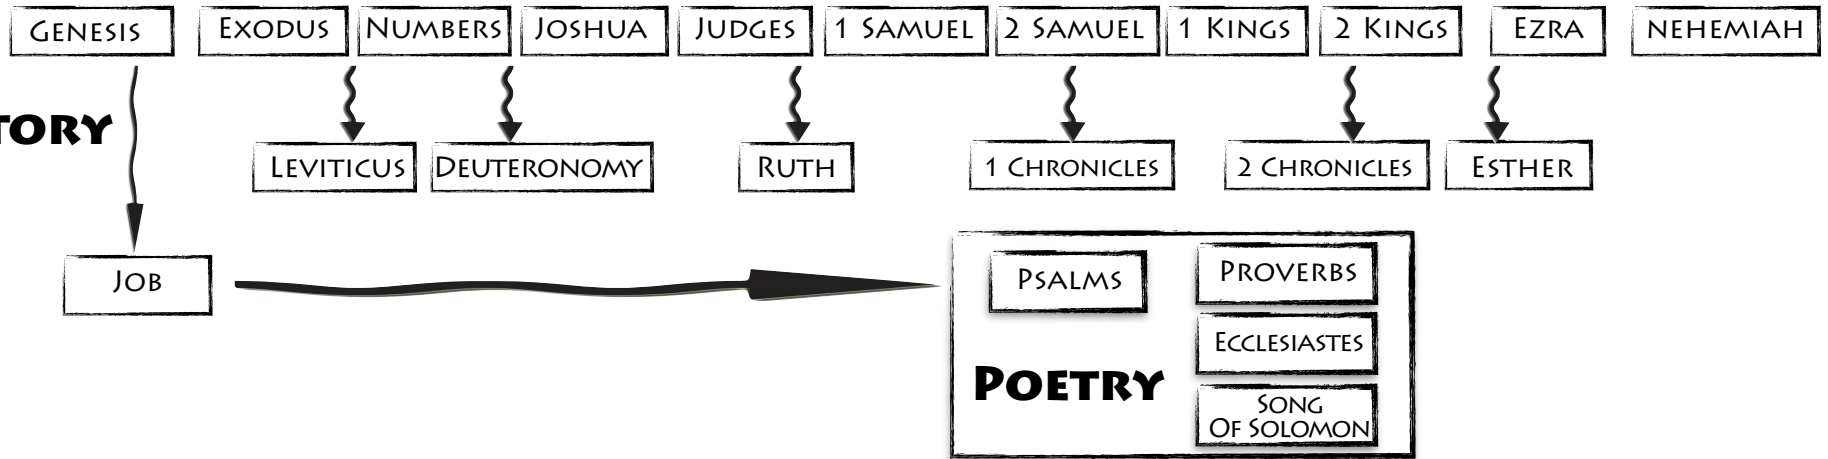 GENESIS
EXODUS
NUMBERS
JOSHUA
JUDGES
1 SAMUEL
2 SAMUEL
1 KINGS
2 KINGS
EZRA
NEHEMIAH
TORY
LEVITICUS
DEUTERONOMY
RUTH
1 CHRONICLES
2 CHRONICLES
ESTHER
JOB
PSALMS
PROVERBS
ECCLESIASTES
POETRY
SONG
OF SOLOMON